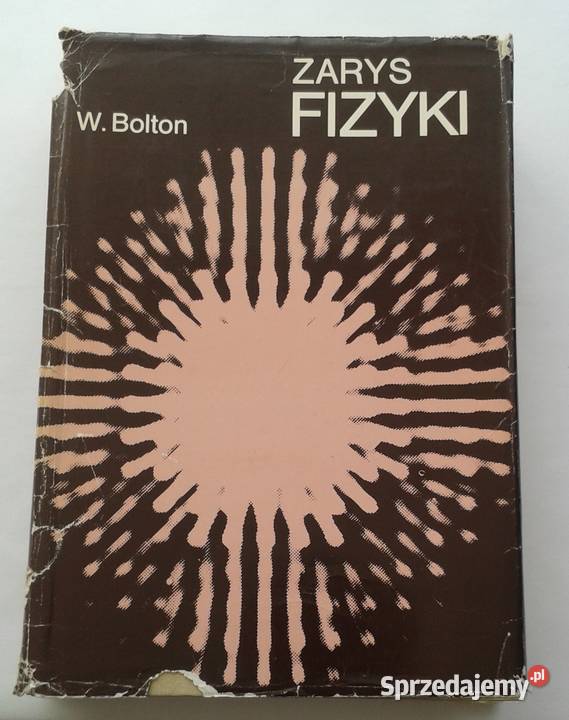 ZARYS
FIZYKI
W. Bolton
Sprzedajemy.pl